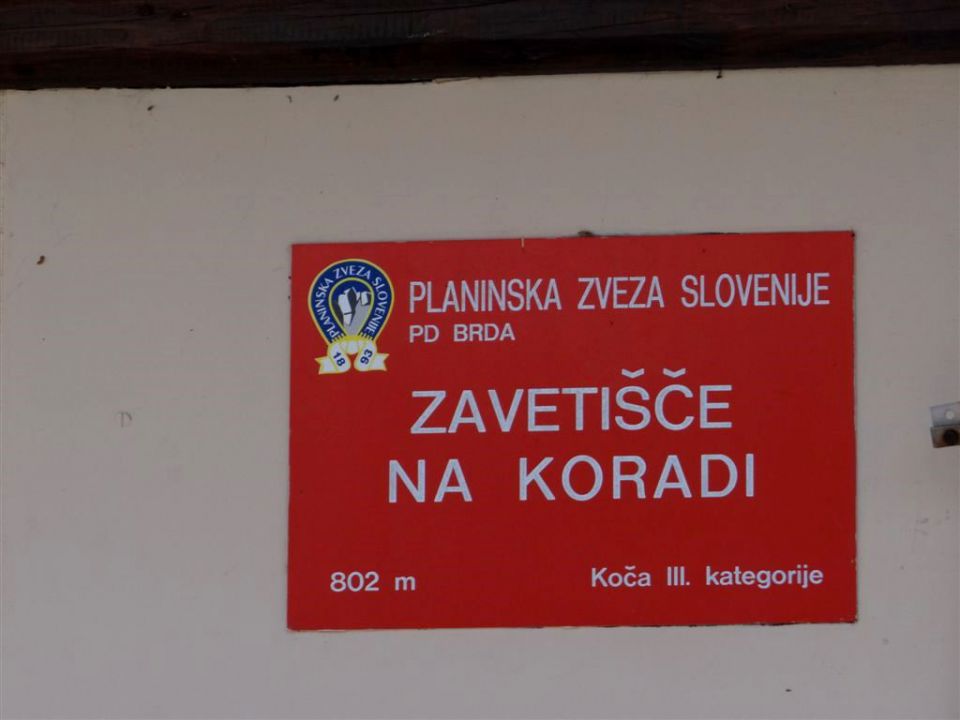 PLANINSKA ZVEZA SLOVENIJE
18 93
PLANINSKA ZVEZA SLOVENIJE
PD BRDA
ZAVETIŠČE
NA KORADI
802 m
Koča III. kategorije